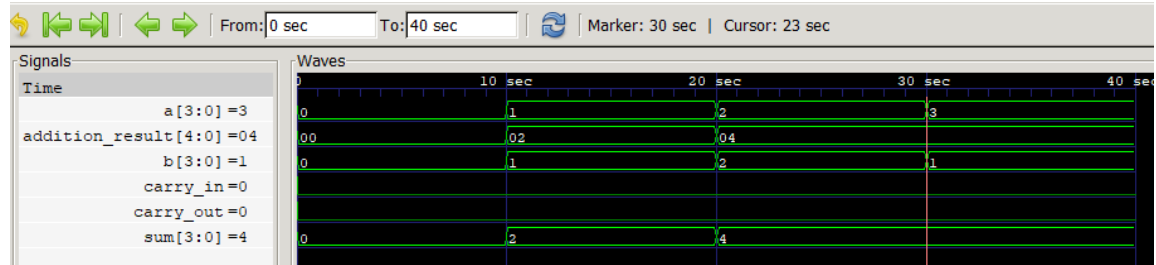 From: 0 sec To: 40 sec Marker: 30 sec | Cursor: 23 sec
Signals Waves
Time 0 10 sec 20 sec 30 sec 40 sec
a[3:0] =3 0 1 2 3
addition_result[4:0] =04 00 02 04
b[3:0] =1 0 1 2 1
carry_in =0
carry_out =0
sum[3:0] =4 0 2 4